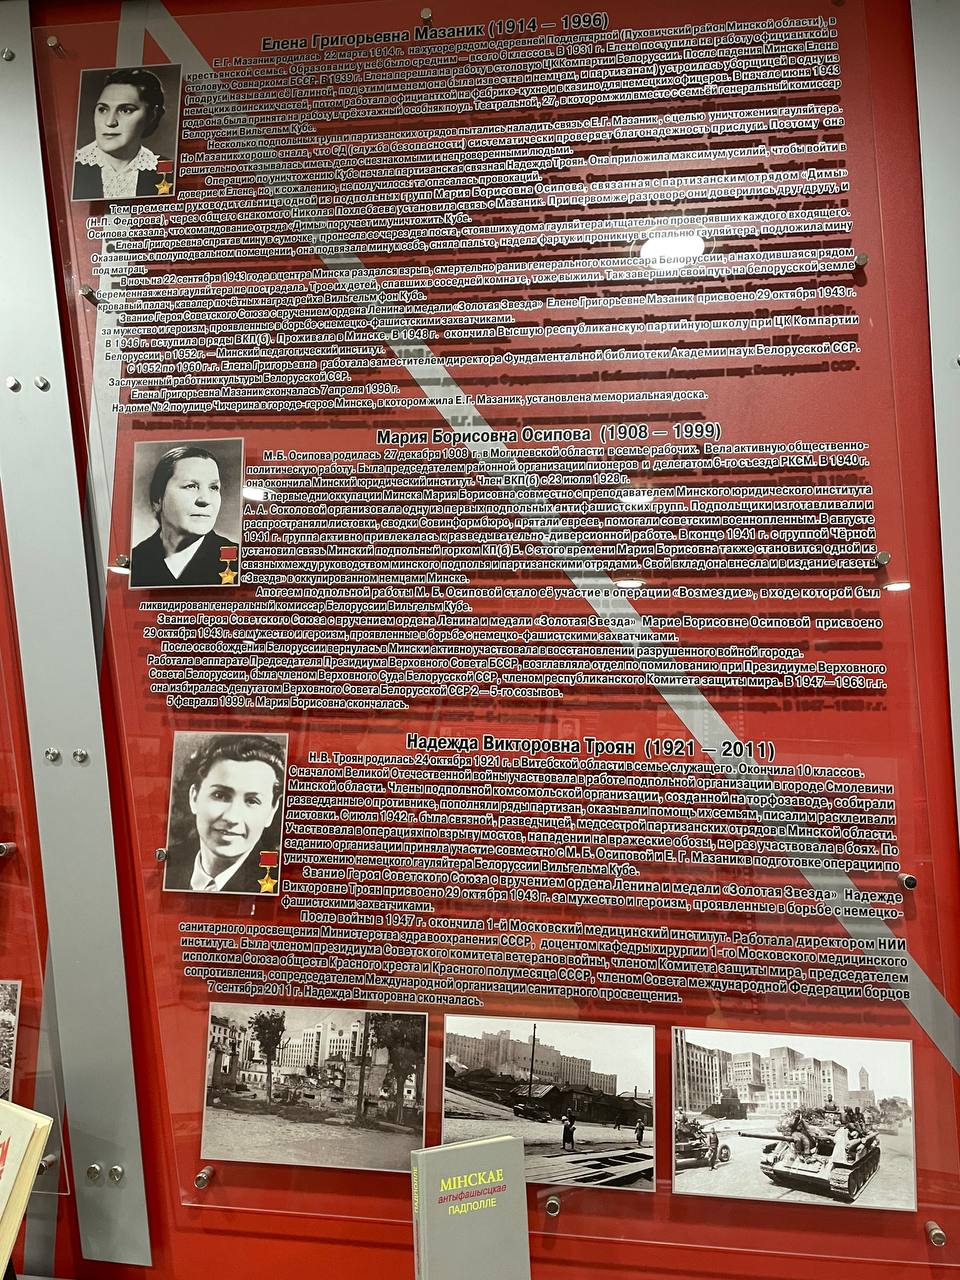 Елена Григорьевна Мазаник (1914 — 1996)
Е.Г. Мазаник родилась 22 марта 1914 г. на хуторе рядом с деревней Поддегтярной (Пуховичский район Минской области), в
крестьянской семье. Образование у неё было средним — всего 6 классов. В 1931 г. Елена поступила на работу официанткой в
столовую Совнаркома БССР. В 1939 г. Елена перешла на работу в столовую ЦК Компартии Белоруссии. После падения Минска Елена
(подруги называли её Галиной, под этим именем она была известна и немцам, и партизанам) устроилась уборщицей в одну из
немецких воинских частей, потом работала официанткой на фабрике-кухне и в казино для немецких офицеров. В начале июня 1943
года она была принята на работу в трёхэтажный особняк по ул. Театральной, 27, в котором жил вместе с семьёй генеральный комиссар
Белоруссии Вильгельм Кубе.
Несколько подпольных групп и партизанских отрядов пытались наладить связь с Е.Г. Мазаник, с целью уничтожения гауляйтера.
Но Мазаник хорошо знала, что СД (служба безопасности) систематически проверяет благонадежность прислуги. Поэтому она
решительно отказывалась иметь дело с незнакомыми и непроверенными людьми.
Операцию по уничтожению Кубе начала партизанская связная Надежда Троян. Она приложила максимум усилий, чтобы войти в
доверие к Елене, но, к сожалению, не получилось: та опасалась провокаций.
Тем временем руководительница одной из подпольных групп Мария Борисовна Осипова, связанная с партизанским отрядом «Димы»
(Н.П. Федорова), через общего знакомого Николая Похлебаева установила связь с Мазаник. При первом же разговоре они доверились друг другу, и
Осипова сказала, что командование отряда «Димы» поручает им уничтожить Кубе.
Елена Григорьевна спрятав мину в сумочке, пронесла ее через два поста, стоявших у дома гауляйтера и тщательно проверявших каждого входящего.
Оказавшись в полуподвальном помещении, она подвязала мину к себе, сняла пальто, надела фартук и проникнув в спальню гауляйтера, подложила мину
под матрац.
В ночь на 22 сентября 1943 года в центра Минска раздался взрыв, смертельно ранив генерального комиссара Белоруссии, а находившаяся рядом
беременная жена гауляйтера не пострадала. Трое их детей, спавших в соседней комнате, тоже выжили. Так завершил свой путь на белорусской земле
кровавый палач, кавалер почётных наград рейха Вильгельм фон Кубе.
Звание Героя Советского Союза с вручением ордена Ленина и медали «Золотая Звезда» Елене Григорьевне Мазаник присвоено 29 октября 1943 г.
за мужество и героизм, проявленные в борьбе с немецко-фашистскими захватчиками.
В 1946 г. вступила в ряды ВКП(б). Проживала в Минске. В 1948 г. окончила Высшую республиканскую партийную школу при ЦК Компартии
Белоруссии, в 1952 г. — Минский педагогический институт.
С 1952 по 1960 г.г. Елена Григорьевна работала заместителем директора Фундаментальной библиотеки Академии наук Белорусской ССР.
Заслуженный работник культуры Белорусской ССР.
Елена Григорьевна Мазаник скончалась 7 апреля 1996 г.
На доме № 2 по улице Чичерина в городе-герое Минске, в котором жила Е.Г. Мазаник, установлена мемориальная доска.
Мария Борисовна Осипова (1908 — 1999)
М.Б. Осипова родилась 27 декабря 1908 г. в Могилевской области в семье рабочих. Вела активную общественно-
политическую работу. Была председателем районной организации пионеров и делегатом 6-го съезда РКСМ. В 1940 г.
она окончила Минский юридический институт. Член ВКП(б) с 23 июля 1928 г.
В первые дни оккупации Минска Мария Борисовна совместно с преподавателем Минского юридического института
А. А. Соколовой организовала одну из первых подпольных антифашистских групп. Подпольщики изготавливали и
распространяли листовки, сводки Совинформбюро, прятали евреев, помогали советским военнопленным. В августе
1941 г. группа активно привлекалась к разведывательно-диверсионной работе. В конце 1941 г. с группой Чёрной
установил связь Минский подпольный горком КП(б)Б. С этого времени Мария Борисовна также становится одной из
связных между руководством минского подполья и партизанскими отрядами. Свой вклад она внесла и в издание газеты
«Звезда» в оккупированном немцами Минске.
Апогеем подпольной работы М. Б. Осиповой стало её участие в операции «Возмездие», в ходе которой был
ликвидирован генеральный комиссар Белоруссии Вильгельм Кубе.
Звание Героя Советского Союза с вручением ордена Ленина и медали «Золотая Звезда» Марие Борисовне Осиповой присвоено
29 октября 1943 г. за мужество и героизм, проявленные в борьбе с немецко-фашистскими захватчиками.
После освобождения Белоруссии вернулась в Минск и активно участвовала в восстановлении разрушенного войной города.
Работала в аппарате Председателя Президиума Верховного Совета БССР, возглавляла отдел по помилованию при Президиуме Верховного
Совета Белоруссии, была членом Верховного Суда Белорусской ССР, членом республиканского Комитета защиты мира. В 1947—1963 г.г.
она избиралась депутатом Верховного Совета Белорусской ССР 2—5-го созывов.
5 февраля 1999 г. Мария Борисовна скончалась.
Надежда Викторовна Троян (1921 — 2011)
Н.В. Троян родилась 24 октября 1921 г. в Витебской области в семье служащего. Окончила 10 классов.
С началом Великой Отечественной войны участвовала в работе подпольной организации в городе Смолевичи
Минской области. Члены подпольной комсомольской организации, созданной на торфозаводе, собирали
разведданные о противнике, пополняли ряды партизан, оказывали помощь их семьям, писали и расклеивали
листовки. С июля 1942 г. была связной, разведчицей, медсестрой партизанских отрядов в Минской области.
Участвовала в операциях по взрыву мостов, нападении на вражеские обозы, не раз участвовала в боях. По
заданию организации приняла участие совместно с М. Б. Осиповой и Е. Г. Мазаник в подготовке операции по
уничтожению немецкого гауляйтера Белоруссии Вильгельма Кубе.
Звание Героя Советского Союза с вручением ордена Ленина и медали «Золотая Звезда» Надежде
Викторовне Троян присвоено 29 октября 1943 г. за мужество и героизм, проявленные в борьбе с немецко-
фашистскими захватчиками.
После войны в 1947 г. окончила 1-й Московский медицинский институт. Работала директором НИИ
санитарного просвещения Министерства здравоохранения СССР, доцентом кафедры хирургии 1-го Московского медицинского
института. Была членом президиума Советского комитета ветеранов войны, членом Комитета защиты мира, председателем
исполкома Союза обществ Красного креста и Красного полумесяца СССР, членом Совета международной Федерации борцов
сопротивления, сопредседателем Международной организации санитарного просвещения.
7 сентября 2011 г. Надежда Викторовна скончалась.
МІНСКАЕ
антыфашысцкае
ПАДПОЛЛЕ